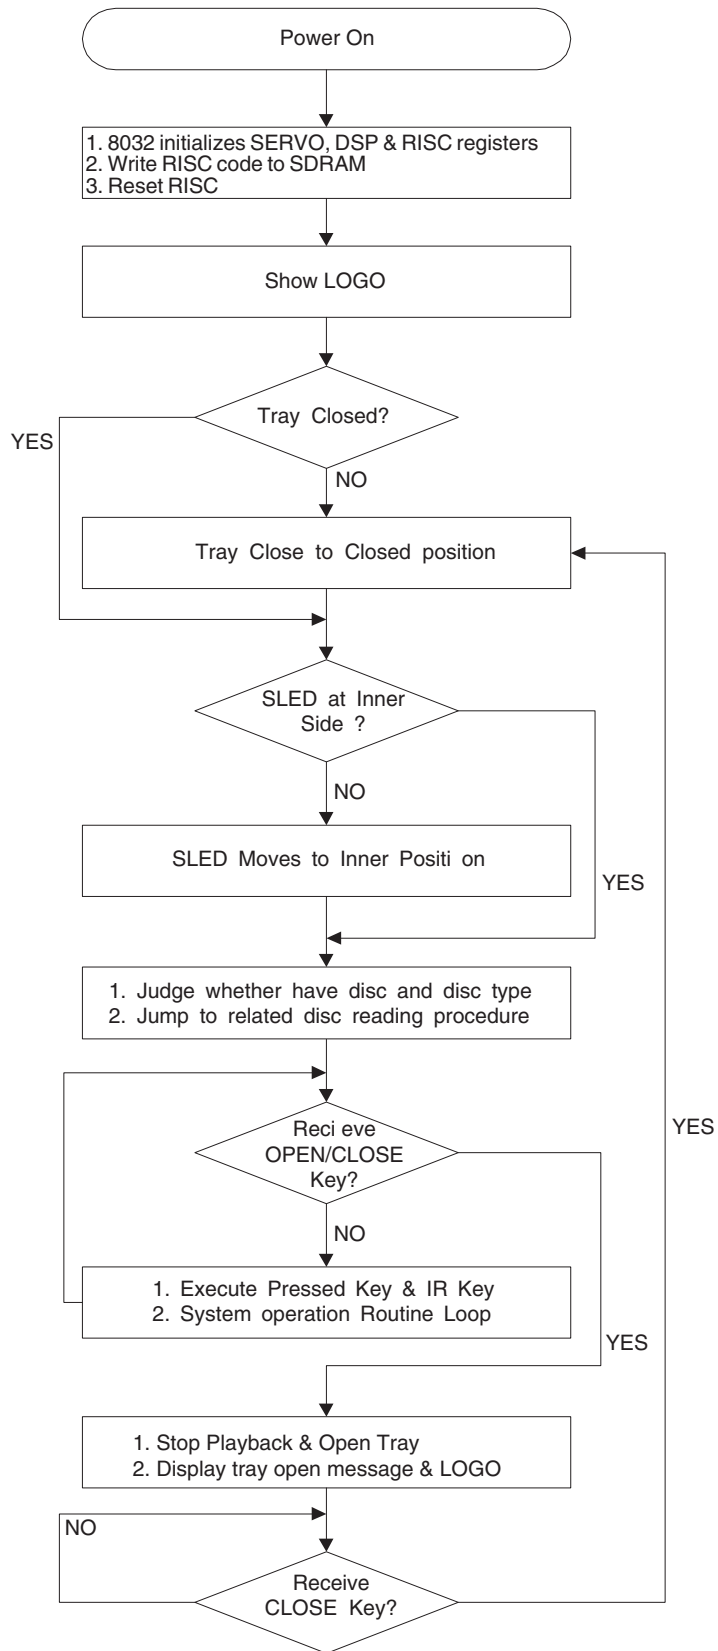 Power On
1. 8032 initializes SERVO, DSP & RISC registers
2. Write RISC code to SDRAM
3. Reset RISC
Show LOGO
Tray Closed?
YES
NO
Tray Close to Closed position
SLED at Inner
Side ?
NO
SLED Moves to Inner Positi on
YES
1. Judge whether have disc and disc type
2. Jump to related disc reading procedure
Reci eve
OPEN/CLOSE
Key?
YES
NO
1. Execute Pressed Key & IR Key
2. System operation Routine Loop
YES
1. Stop Playback & Open Tray
2. Display tray open message & LOGO
NO
Receive
CLOSE Key?